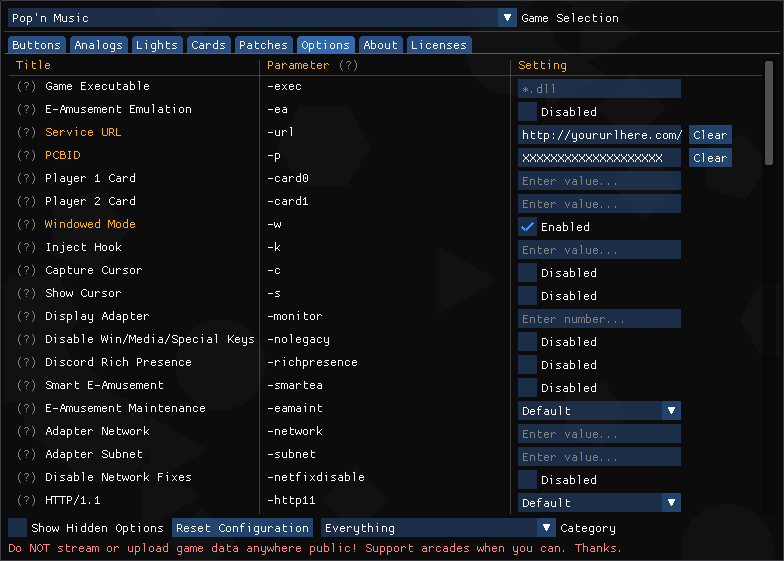 Pop'n Music ▼ Game Selection
Buttons Analogs Lights Cards Patches Options About Licenses
Title Parameter (?) Setting
(?) Game Executable -exec *.dll
(?) E-Amusement Emulation -ea Disabled
(?) Service URL -url http://yoururlhere.com/ Clear
(?) PCBID -p XXXXXXXXXXXXXXXXXXXX Clear
(?) Player 1 Card -card0 Enter value...
(?) Player 2 Card -card1 Enter value...
(?) Windowed Mode -w Enabled
(?) Inject Hook -k Enter value...
(?) Capture Cursor -c Disabled
(?) Show Cursor -s Disabled
(?) Display Adapter -monitor Enter number...
(?) Disable Win/Media/Special Keys -nolegacy Disabled
(?) Discord Rich Presence -richpresence Disabled
(?) Smart E-Amusement -smartea Disabled
(?) E-Amusement Maintenance -eamaint Default ▼
(?) Adapter Network -network Enter value...
(?) Adapter Subnet -subnet Enter value...
(?) Disable Network Fixes -netfixdisable Disabled
(?) HTTP/1.1 -http11 Default ▼
Show Hidden Options Reset Configuration Everything ▼ Category
Do NOT stream or upload game data anywhere public! Support arcades when you can. Thanks.